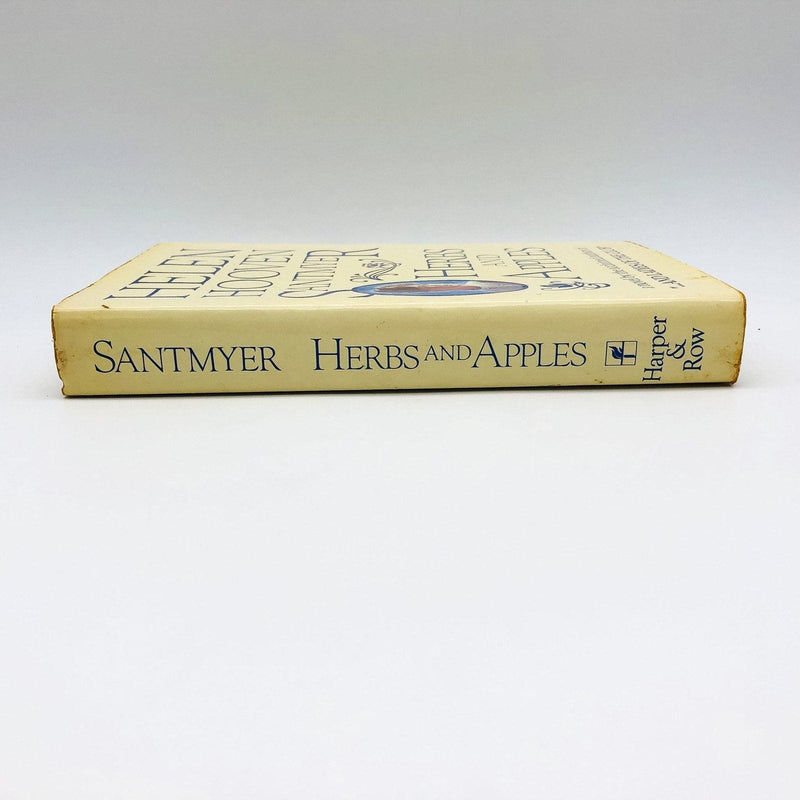 HELEN
HOOVEN
SANTMYER
HERBS
AND
APPLES
SANTMYER HERBS AND APPLES
Harper
&
Row